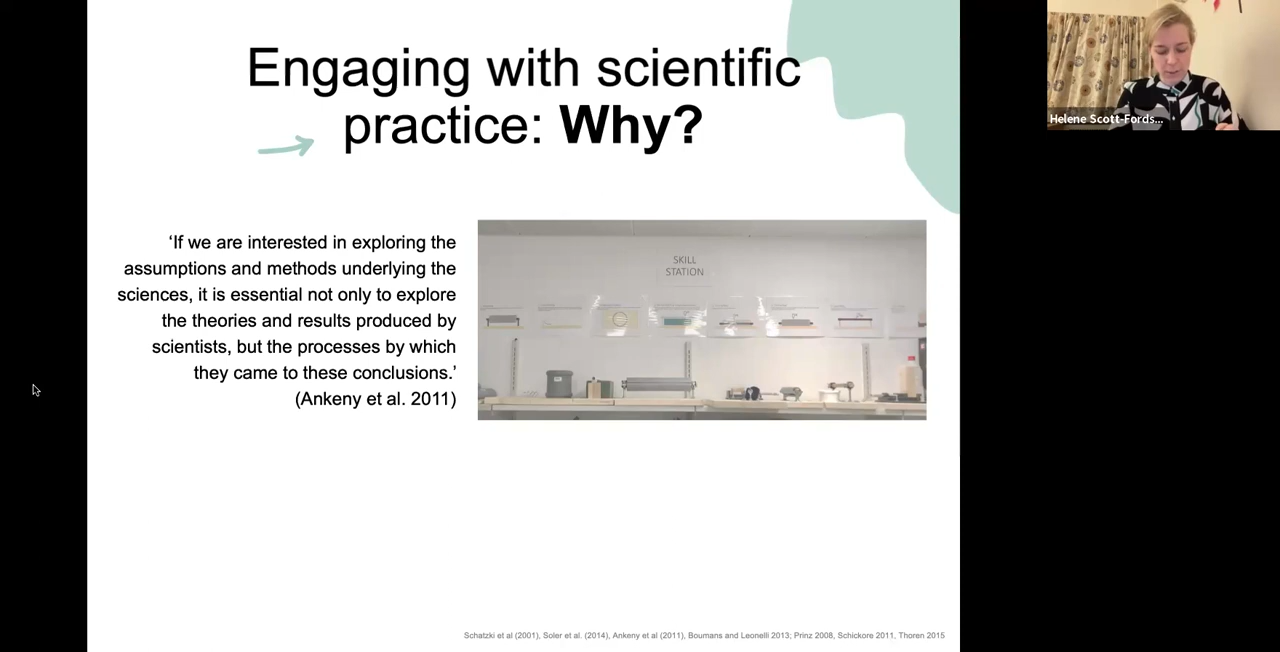 Engaging with scientific
practice: Why?
‘If we are interested in exploring the
assumptions and methods underlying the
sciences, it is essential not only to explore
the theories and results produced by
scientists, but the processes by which
they came to these conclusions.’
(Ankeny et al. 2011)
SKILL
STATION
Schatzki et al (2001), Soler et al. (2014), Ankeny et al (2011), Boumans and Leonelli 2013; Prinz 2008, Schickore 2011, Thoren 2015
Helene Scott-Fords...